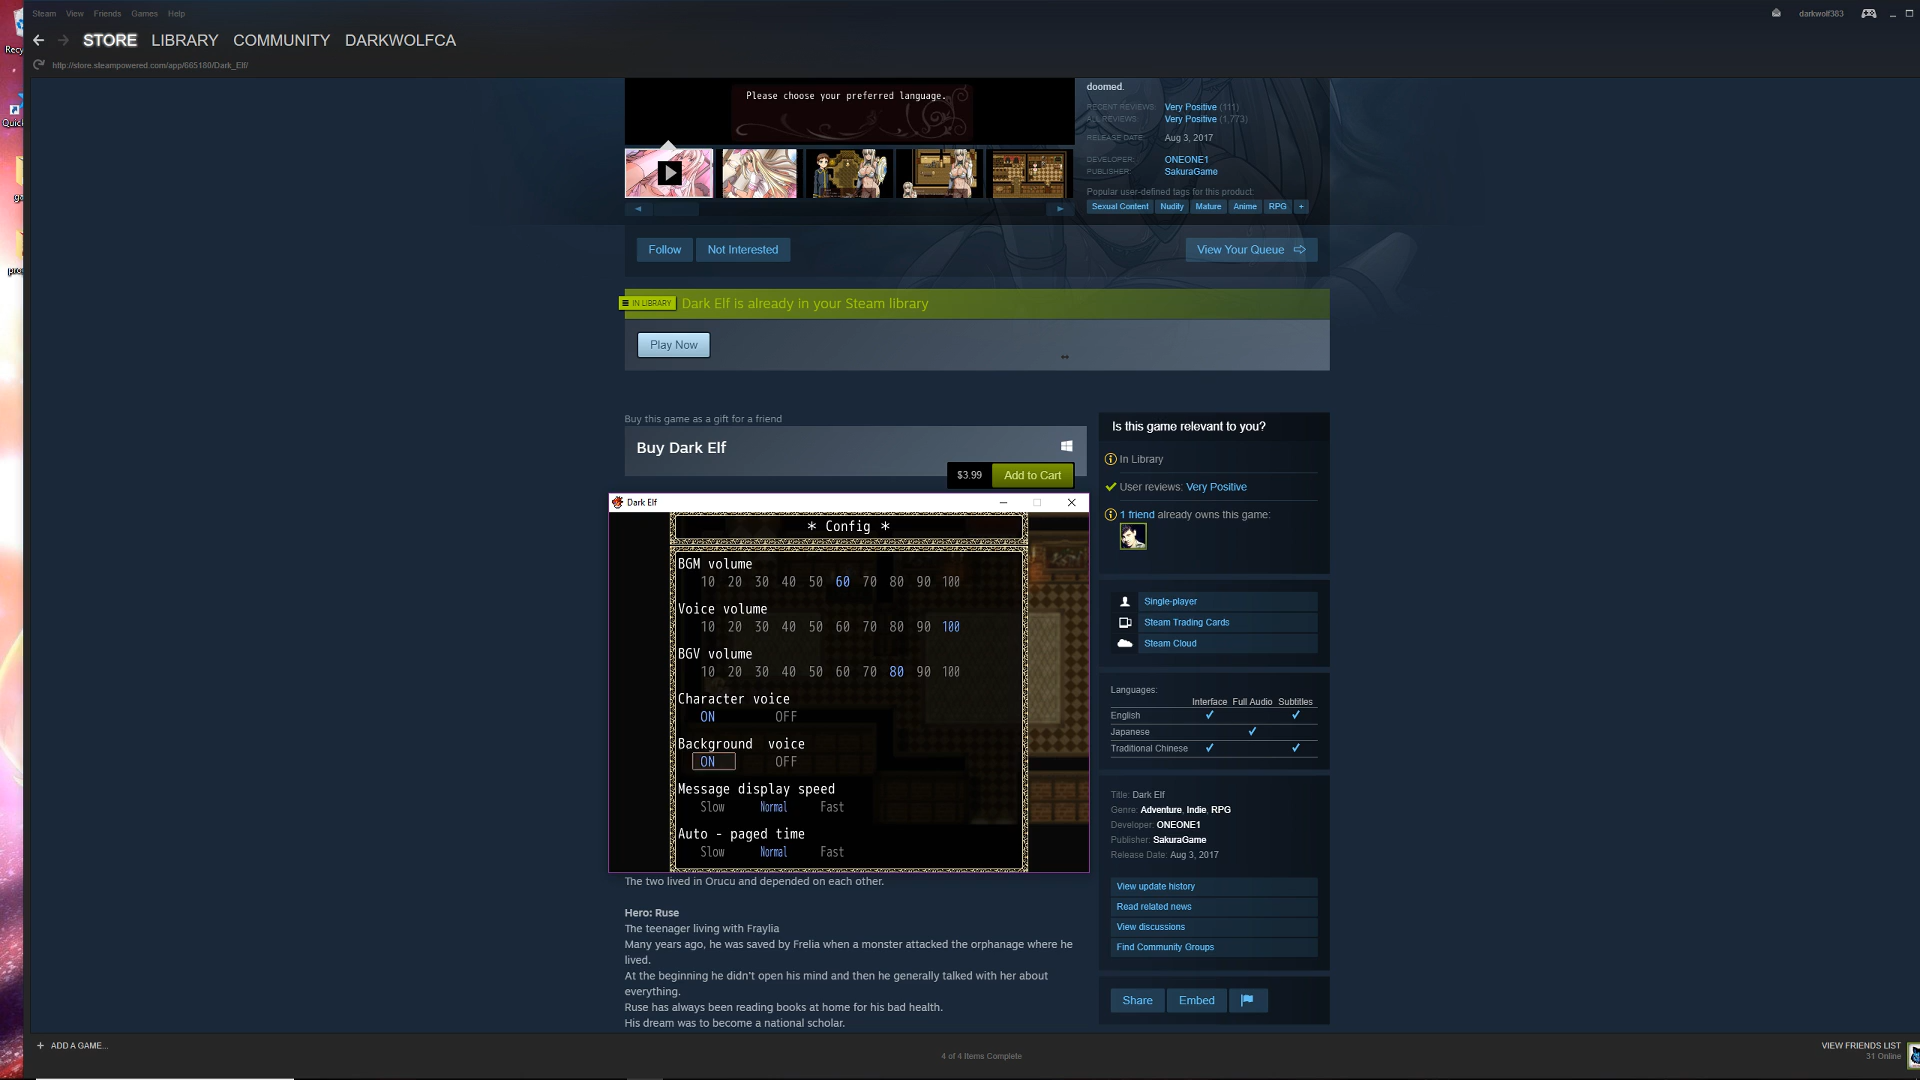 Steam View Friends Games Help
darkwolf383
STORE LIBRARY COMMUNITY DARKWOLFCA
http://store.steampowered.com/app/665180/Dark_Elf/
Please choose your preferred language.
doomed.
RECENT REVIEWS: Very Positive (111)
ALL REVIEWS: Very Positive (1,773)
RELEASE DATE: Aug 3, 2017
DEVELOPER: ONEONE1
PUBLISHER: SakuraGame
Popular user-defined tags for this product:
Sexual Content Nudity Mature Anime RPG +
Follow Not Interested View Your Queue
IN LIBRARY Dark Elf is already in your Steam library
Play Now
Buy this game as a gift for a friend
Buy Dark Elf
$3.99 Add to Cart
Dark Elf
* Config *
BGM volume
10 20 30 40 50 60 70 80 90 100
Voice volume
10 20 30 40 50 60 70 80 90 100
BGV volume
10 20 30 40 50 60 70 80 90 100
Character voice
ON OFF
Background voice
ON OFF
Message display speed
Slow Normal Fast
Auto - paged time
Slow Normal Fast
The two lived in Orucu and depended on each other.
Hero: Ruse
The teenager living with Fraylia
Many years ago, he was saved by Frelia when a monster attacked the orphanage where he
lived.
At the beginning he didn't open his mind and then he generally talked with her about
everything.
Ruse has always been reading books at home for his bad health.
His dream was to become a national scholar.
Is this game relevant to you?
In Library
User reviews: Very Positive
1 friend already owns this game:
Single-player
Steam Trading Cards
Steam Cloud
Languages:
Interface Full Audio Subtitles
English
Japanese
Traditional Chinese
Title: Dark Elf
Genre: Adventure, Indie, RPG
Developer: ONEONE1
Publisher: SakuraGame
Release Date: Aug 3, 2017
View update history
Read related news
View discussions
Find Community Groups
Share Embed
+ ADD A GAME...
4 of 4 Items Complete
VIEW FRIENDS LIST
31 Online